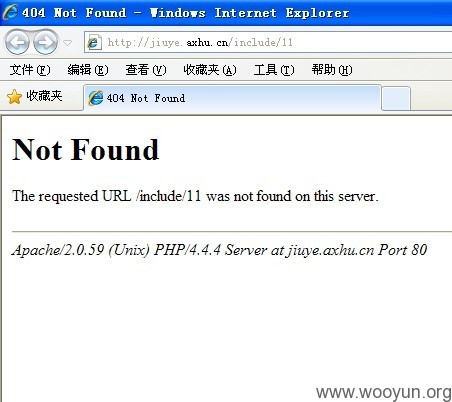 404 Not Found - Windows Internet Explorer
http://jiuye.axhu.cn/include/11
文件(F) 编辑(E) 查看(V) 收藏夹(A) 工具(T) 帮助(H)
收藏夹 404 Not Found
Not Found
The requested URL /include/11 was not found on this server.
Apache/2.0.59 (Unix) PHP/4.4.4 Server at jiuye.axhu.cn Port 80
www.wooyun.org